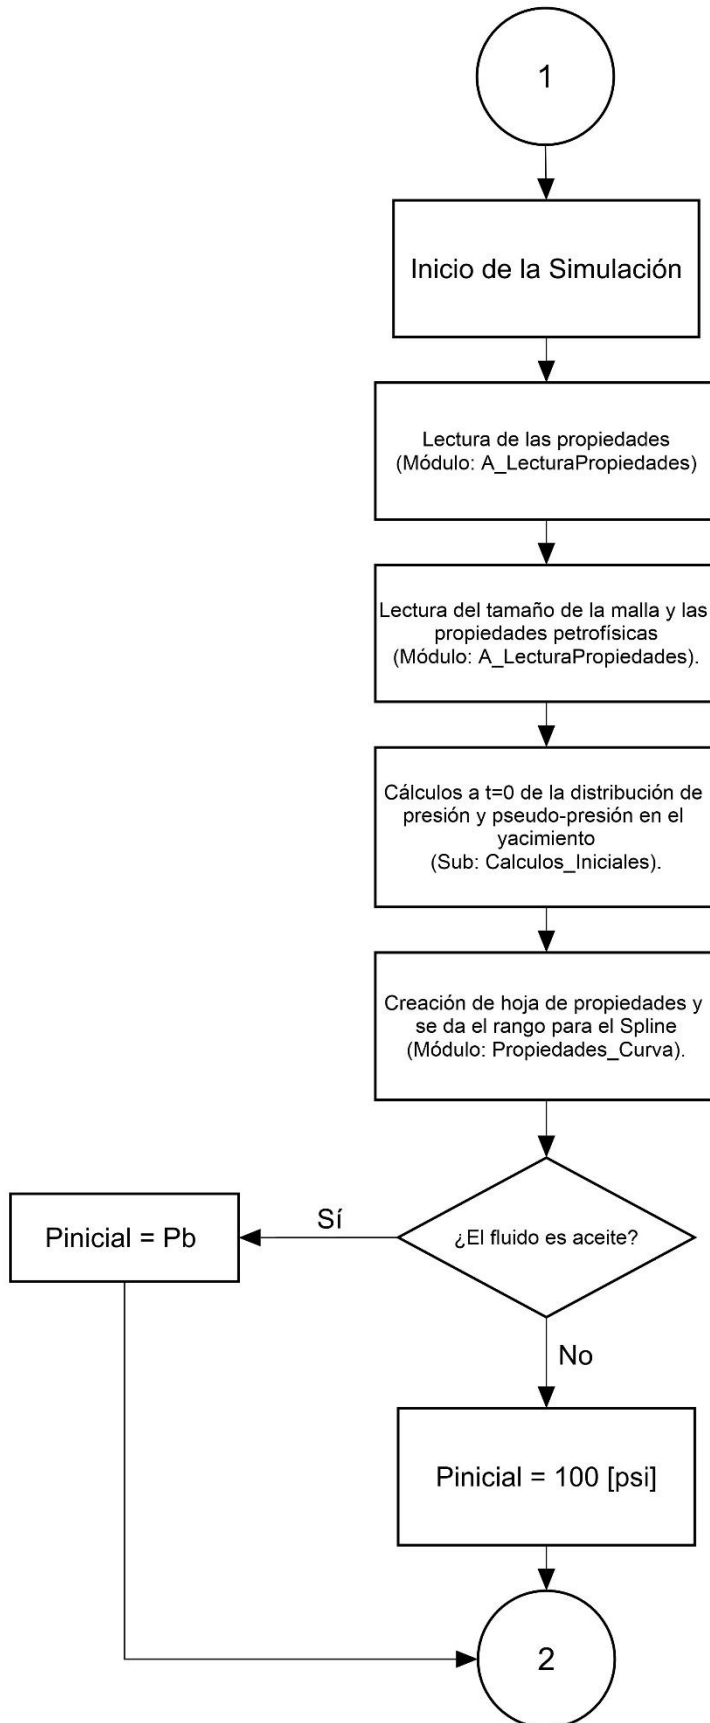 1
Inicio de la Simulación
Lectura de las propiedades
(Módulo: A_LecturaPropiedades)
Lectura del tamaño de la malla y las
propiedades petrofísicas
(Módulo: A_LecturaPropiedades).
Cálculos a t=0 de la distribución de
presión y pseudo-presión en el
yacimiento
(Sub: Calculos_Iniciales).
Creación de hoja de propiedades y
se da el rango para el Spline
(Módulo: Propiedades_Curva).
¿El fluido es aceite?
Sí
Pinicial = Pb
No
Pinicial = 100 [psi]
2